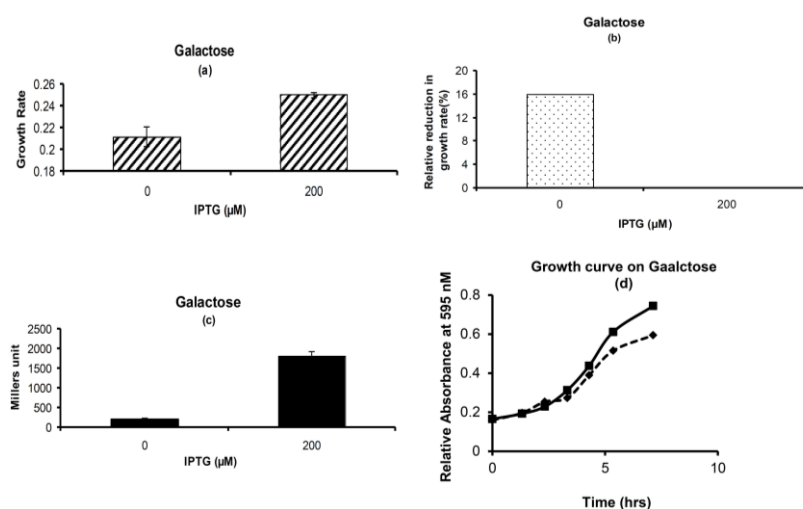 Galactose
(a)
Growth Rate
0.26
0.24
0.22
0.2
0.18
0
200
IPTG (µM)
Galactose
(b)
Relative reduction in
growth rate(%)
20
16
12
8
4
0
0
200
IPTG (µM)
Galactose
(c)
Millers unit
2500
2000
1500
1000
500
0
0
200
IPTG (µM)
Growth curve on Gaalctose
(d)
Relative Absorbance at 595 nM
0.8
0.6
0.4
0.2
0
0
5
10
Time (hrs)